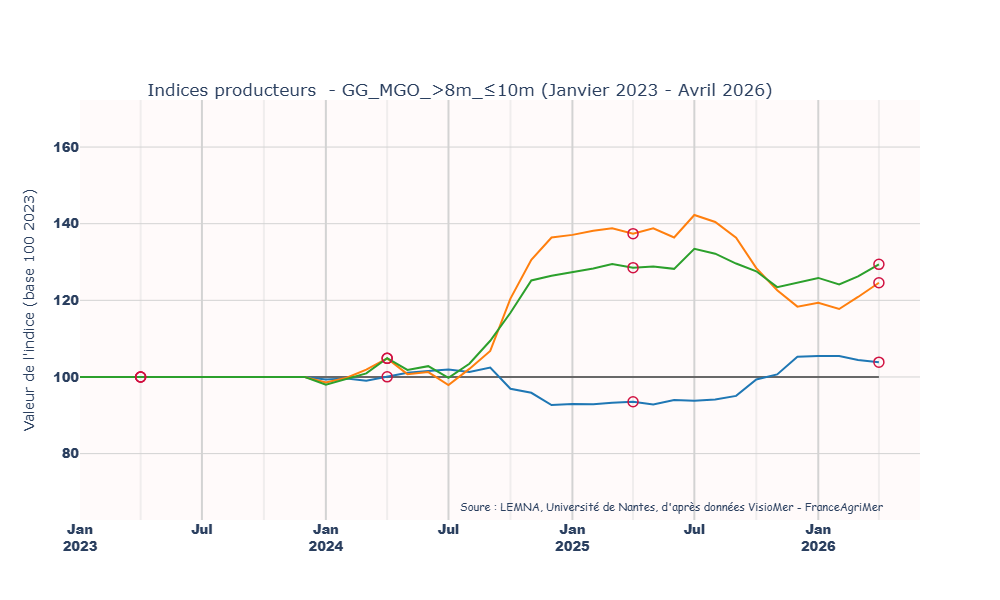 Indices producteurs - GG_MGO_>8m_≤10m (Janvier 2023 - Avril 2026)
Valeur de l'indice (base 100 2023)
160
140
120
100
80
Soure : LEMNA, Université de Nantes, d'après données VisioMer - FranceAgriMer
Jan Jul Jan Jul Jan Jul Jan
2023 2024 2025 2026